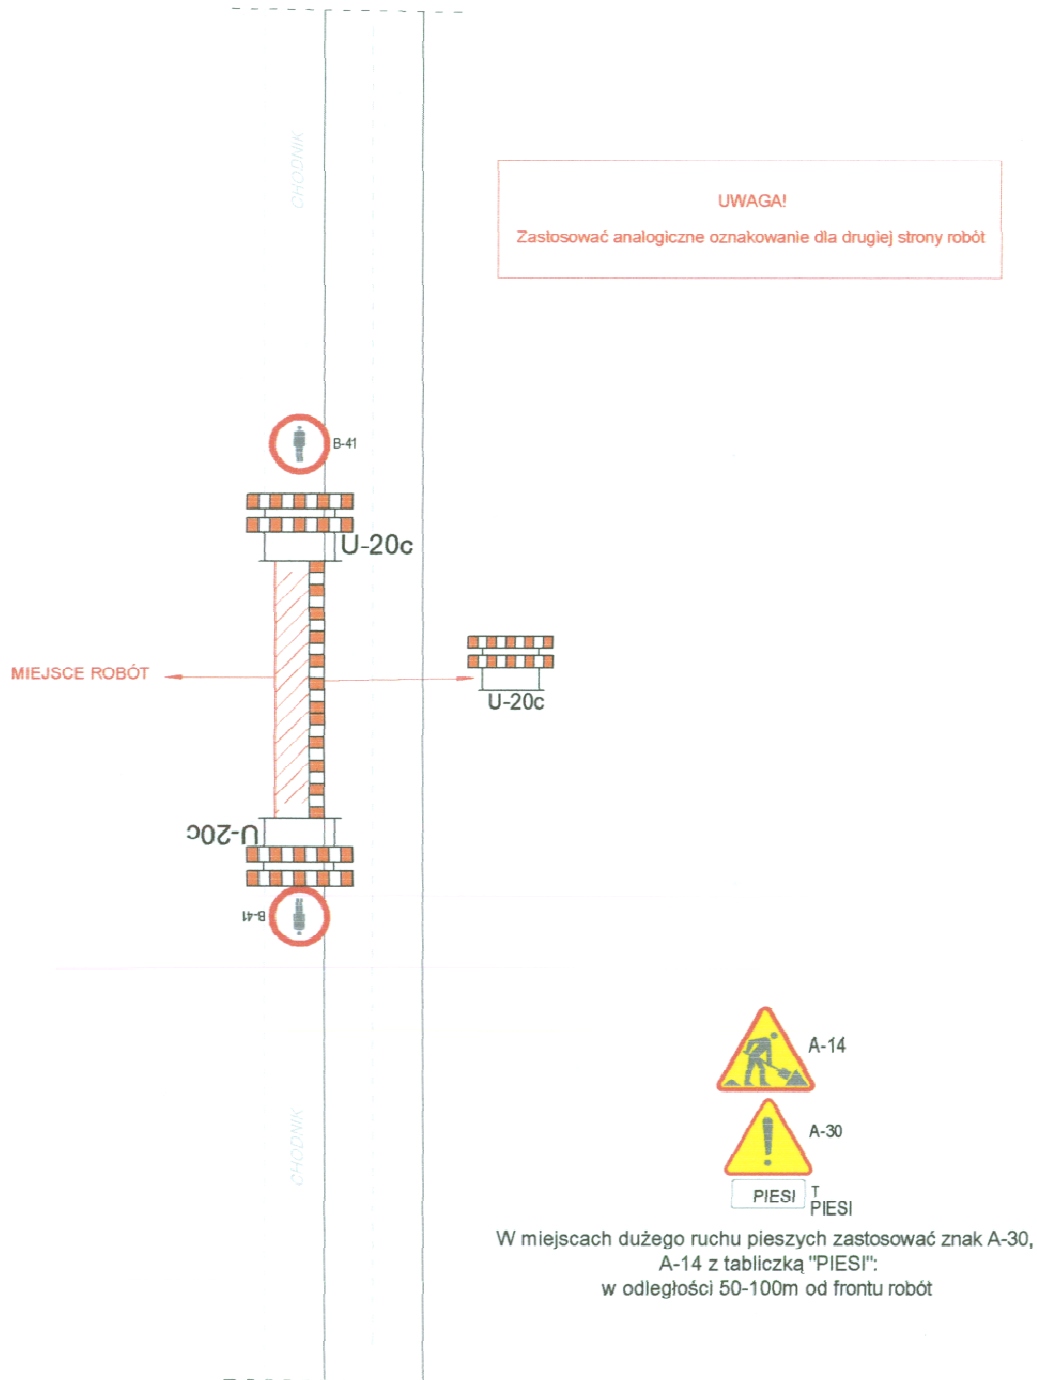 CHODNIK
UWAGA!
Zastosować analogiczne oznakowanie dla drugiej strony robót
B-41
U-20c
MIEJSCE ROBÓT
U-20c
U-20c
B-41
A-14
A-30
PIESI
T
PIESI
CHODNIK
W miejscach dużego ruchu pieszych zastosować znak A-30,
A-14 z tabliczką "PIESI":
w odległości 50-100m od frontu robót